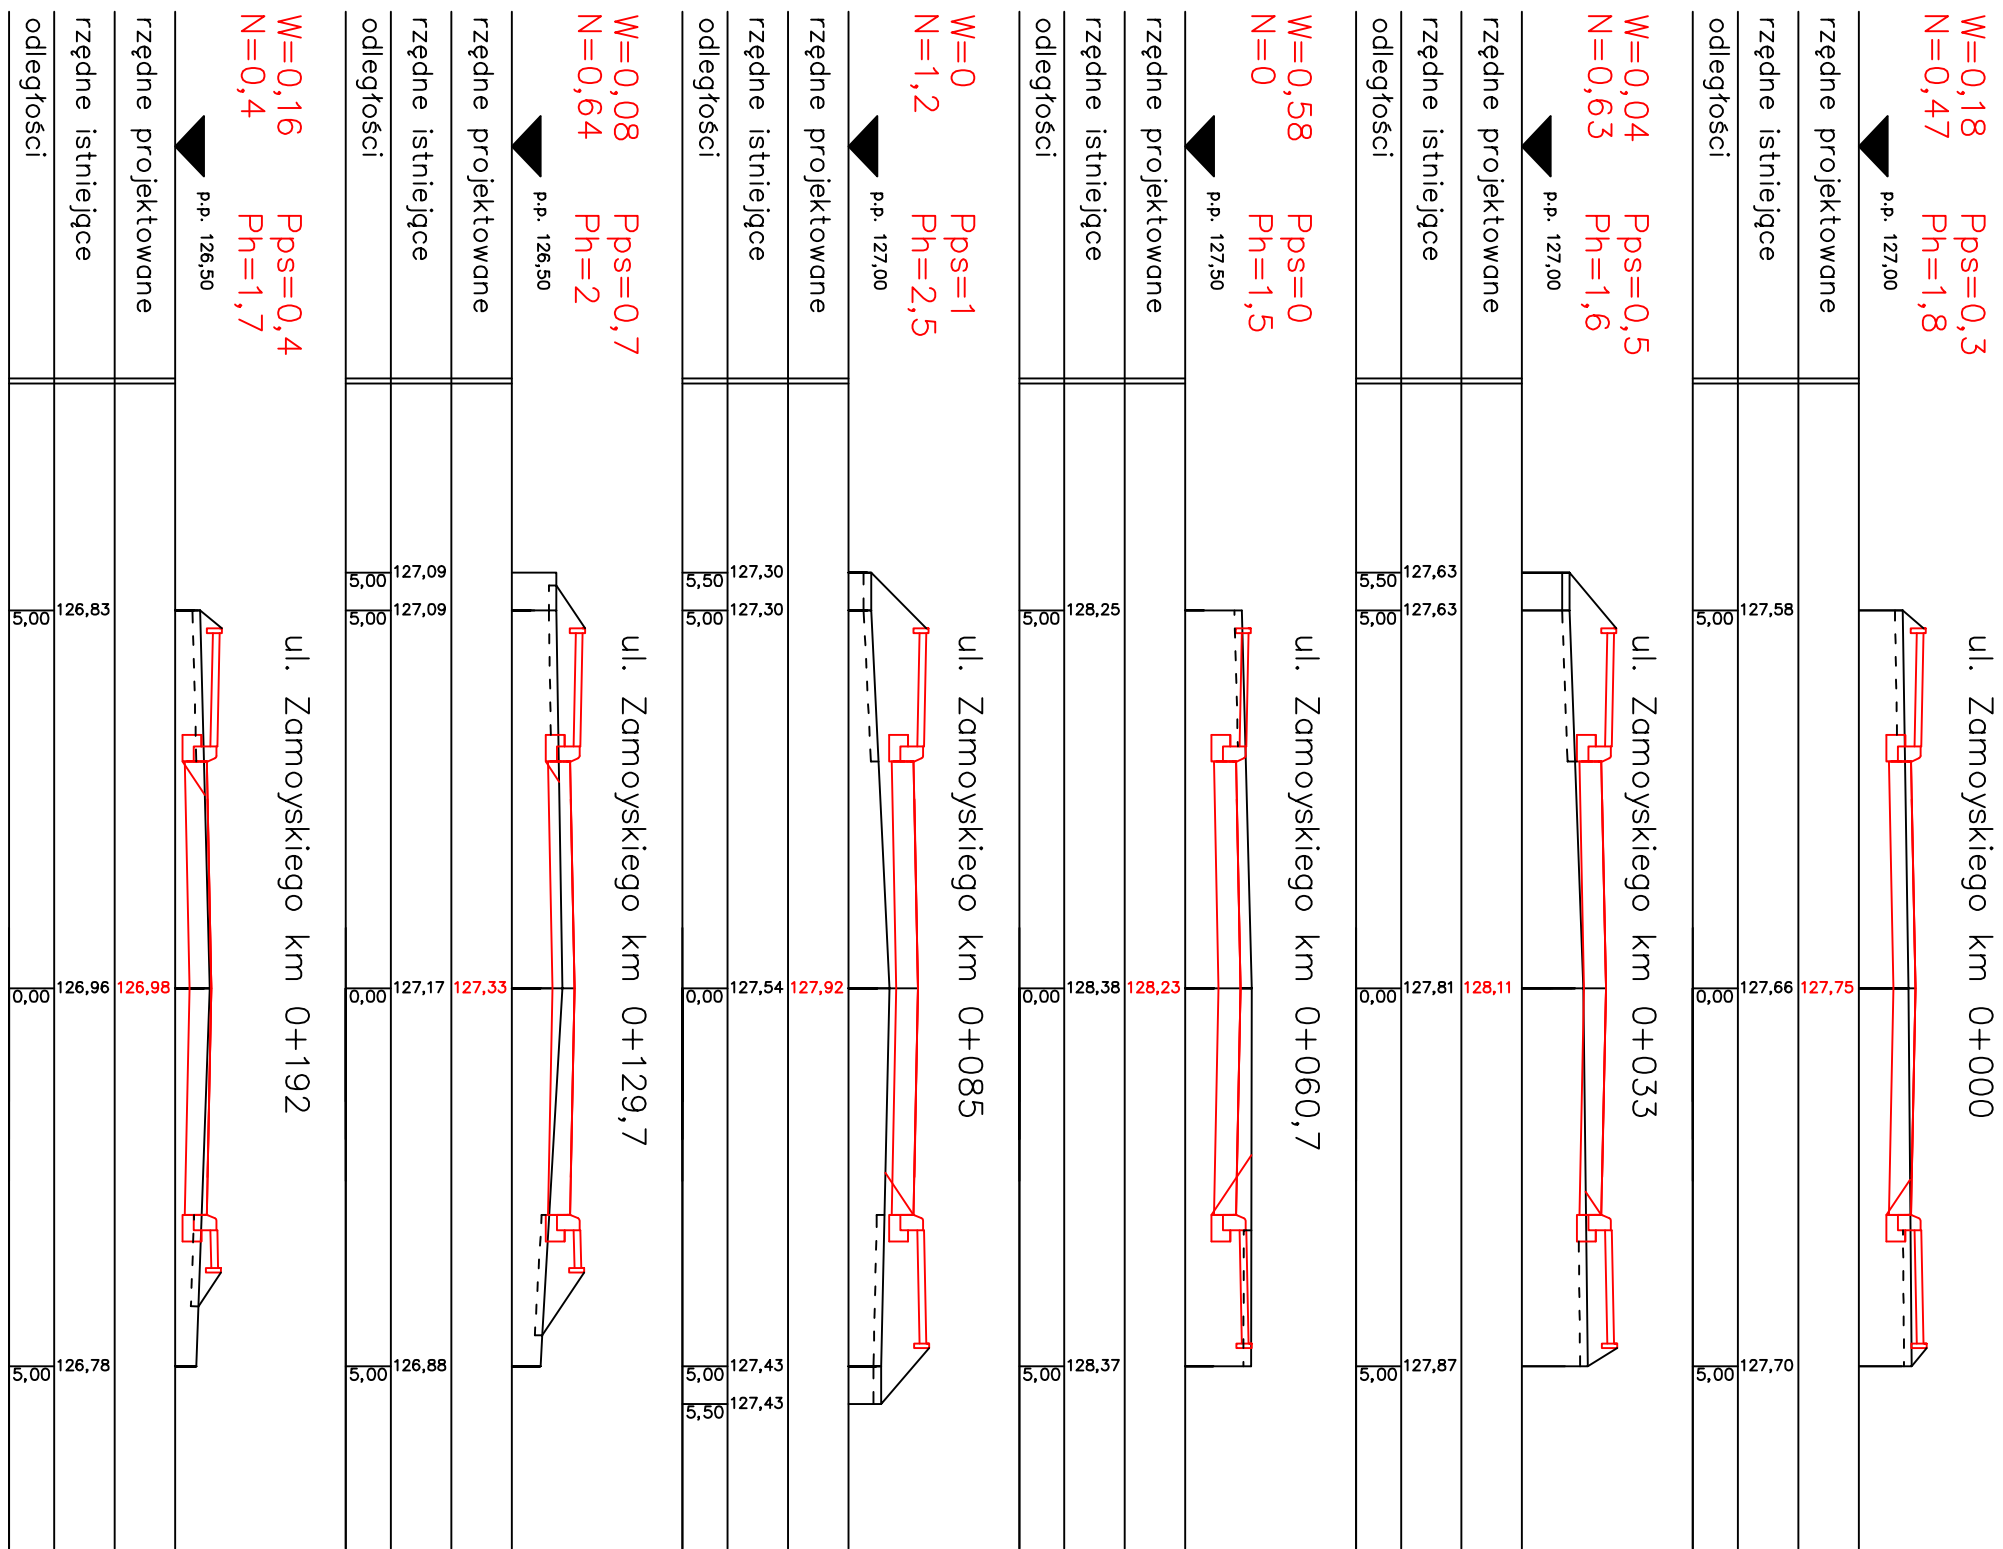 ul. Zamoyskiego km 0+000
W=0,18 Pps=0,3
N=0,47 Ph=1,8
p.p. 127,00
rzędne projektowane 127,75
rzędne istniejące 127,58 127,66 127,70
odległości 5,00 0,00 5,00
ul. Zamoyskiego km 0+033
W=0,04 Pps=0,5
N=0,63 Ph=1,6
p.p. 127,00
rzędne projektowane 128,11
rzędne istniejące 127,63 127,63 127,81 127,87
odległości 5,50 5,00 0,00 5,00
ul. Zamoyskiego km 0+060,7
W=0,58 Pps=0
N=0 Ph=1,5
p.p. 127,50
rzędne projektowane 128,23
rzędne istniejące 128,25 128,38 128,37
odległości 5,00 0,00 5,00
ul. Zamoyskiego km 0+085
W=0 Pps=1
N=1,2 Ph=2,5
p.p. 127,00
rzędne projektowane 127,92
rzędne istniejące 127,30 127,30 127,54 127,43 127,43
odległości 5,50 5,00 0,00 5,00 5,50
ul. Zamoyskiego km 0+129,7
W=0,08 Pps=0,7
N=0,64 Ph=2
p.p. 126,50
rzędne projektowane 127,33
rzędne istniejące 127,09 127,09 127,17 126,88
odległości 5,00 5,00 0,00 5,00
ul. Zamoyskiego km 0+192
W=0,16 Pps=0,4
N=0,4 Ph=1,7
p.p. 126,50
rzędne projektowane 126,98
rzędne istniejące 126,83 126,96 126,78
odległości 5,00 0,00 5,00